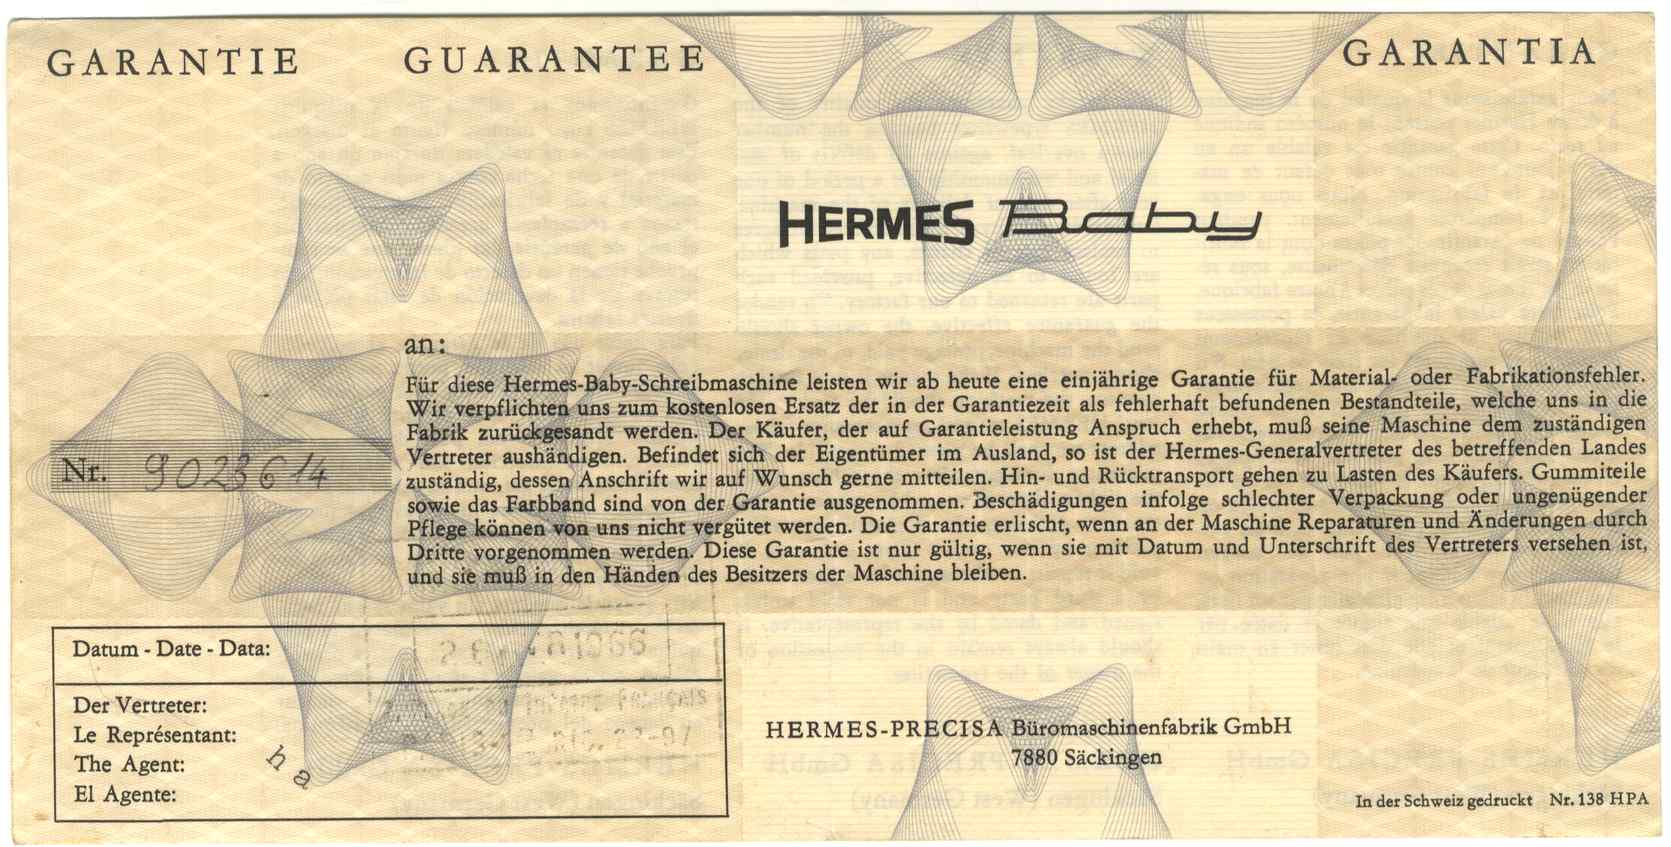 GARANTIE GUARANTEE GARANTIA
HERMES Baby
an:
Für diese Hermes-Baby-Schreibmaschine leisten wir ab heute eine einjährige Garantie für Material- oder Fabrikationsfehler.
Wir verpflichten uns zum kostenlosen Ersatz der in der Garantiezeit als fehlerhaft befundenen Bestandteile, welche uns in die
Fabrik zurückgesandt werden. Der Käufer, der auf Garantieleistung Anspruch erhebt, muß seine Maschine dem zuständigen
Vertreter aushändigen. Befindet sich der Eigentümer im Ausland, so ist der Hermes-Generalvertreter des betreffenden Landes
zuständig, dessen Anschrift wir auf Wunsch gerne mitteilen. Hin- und Rücktransport gehen zu Lasten des Käufers. Gummiteile
sowie das Farbband sind von der Garantie ausgenommen. Beschädigungen infolge schlechter Verpackung oder ungenügender
Pflege können von uns nicht vergütet werden. Die Garantie erlischt, wenn an der Maschine Reparaturen und Änderungen durch
Dritte vorgenommen werden. Diese Garantie ist nur gültig, wenn sie mit Datum und Unterschrift des Vertreters versehen ist,
und sie muß in den Händen des Besitzers der Maschine bleiben.
Nr. 9023614
Datum - Date - Data:
Der Vertreter:
Le Représentant:
The Agent:
El Agente:
ha
HERMES-PRECISA Büromaschinenfabrik GmbH
7880 Säckingen
In der Schweiz gedruckt Nr. 138 HPA